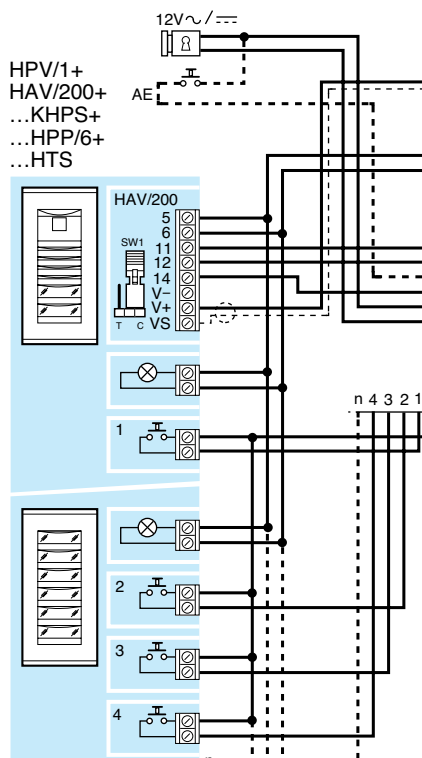 12V∿/⎓
HPV/1+
HAV/200+
...KHPS+
...HPP/6+
...HTS
AE
HAV/200
5
6
SW1
11
12
14
V–
V+
T C VS
n 4 3 2 1
1
2
3
4